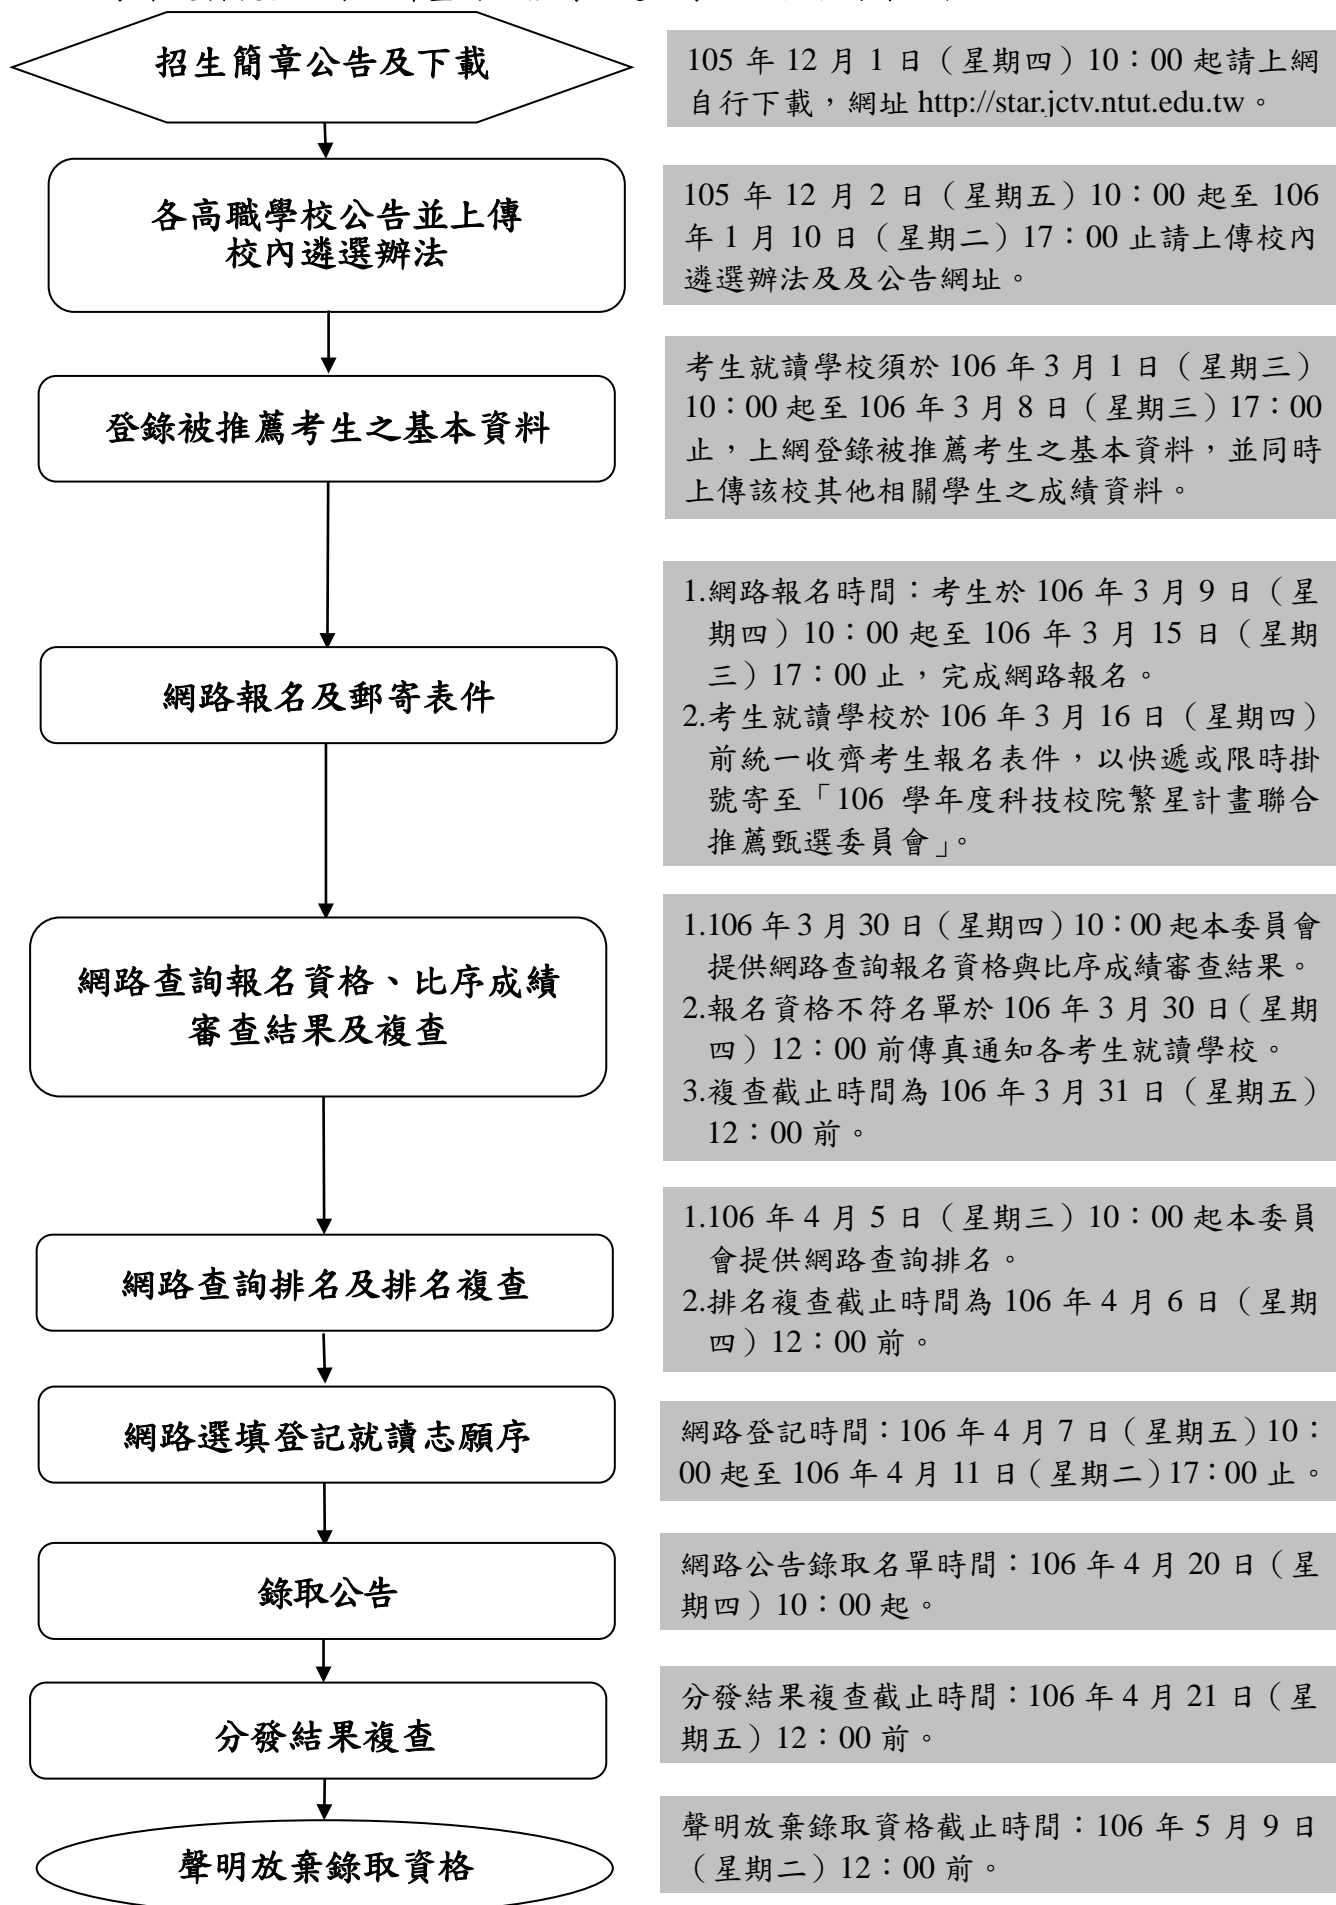 招生簡章公告及下載
105 年 12 月 1 日（星期四）10：00 起請上網
自行下載，網址 http://star.jctv.ntut.edu.tw。
各高職學校公告並上傳
校內遴選辦法
105 年 12 月 2 日（星期五）10：00 起至 106
年 1 月 10 日（星期二）17：00 止請上傳校內
遴選辦法及及公告網址。
登錄被推薦考生之基本資料
考生就讀學校須於 106 年 3 月 1 日（星期三）
10：00 起至 106 年 3 月 8 日（星期三）17：00
止，上網登錄被推薦考生之基本資料，並同時
上傳該校其他相關學生之成績資料。
網路報名及郵寄表件
1.網路報名時間：考生於 106 年 3 月 9 日（星
期四）10：00 起至 106 年 3 月 15 日（星期
三）17：00 止，完成網路報名。
2.考生就讀學校於 106 年 3 月 16 日（星期四）
前統一收齊考生報名表件，以快遞或限時掛
號寄至「106 學年度科技校院繁星計畫聯合
推薦甄選委員會」。
網路查詢報名資格、比序成績
審查結果及複查
1.106 年 3 月 30 日（星期四）10：00 起本委員會
提供網路查詢報名資格與比序成績審查結果。
2.報名資格不符名單於 106 年 3 月 30 日（星期
四）12：00 前傳真通知各考生就讀學校。
3.複查截止時間為 106 年 3 月 31 日（星期五）
12：00 前。
網路查詢排名及排名複查
1.106 年 4 月 5 日（星期三）10：00 起本委員
會提供網路查詢排名。
2.排名複查截止時間為 106 年 4 月 6 日（星期
四）12：00 前。
網路選填登記就讀志願序
網路登記時間：106 年 4 月 7 日（星期五）10：
00 起至 106 年 4 月 11 日（星期二）17：00 止。
錄取公告
網路公告錄取名單時間：106 年 4 月 20 日（星
期四）10：00 起。
分發結果複查
分發結果複查截止時間：106 年 4 月 21 日（星
期五）12：00 前。
聲明放棄錄取資格
聲明放棄錄取資格截止時間：106 年 5 月 9 日
（星期二）12：00 前。